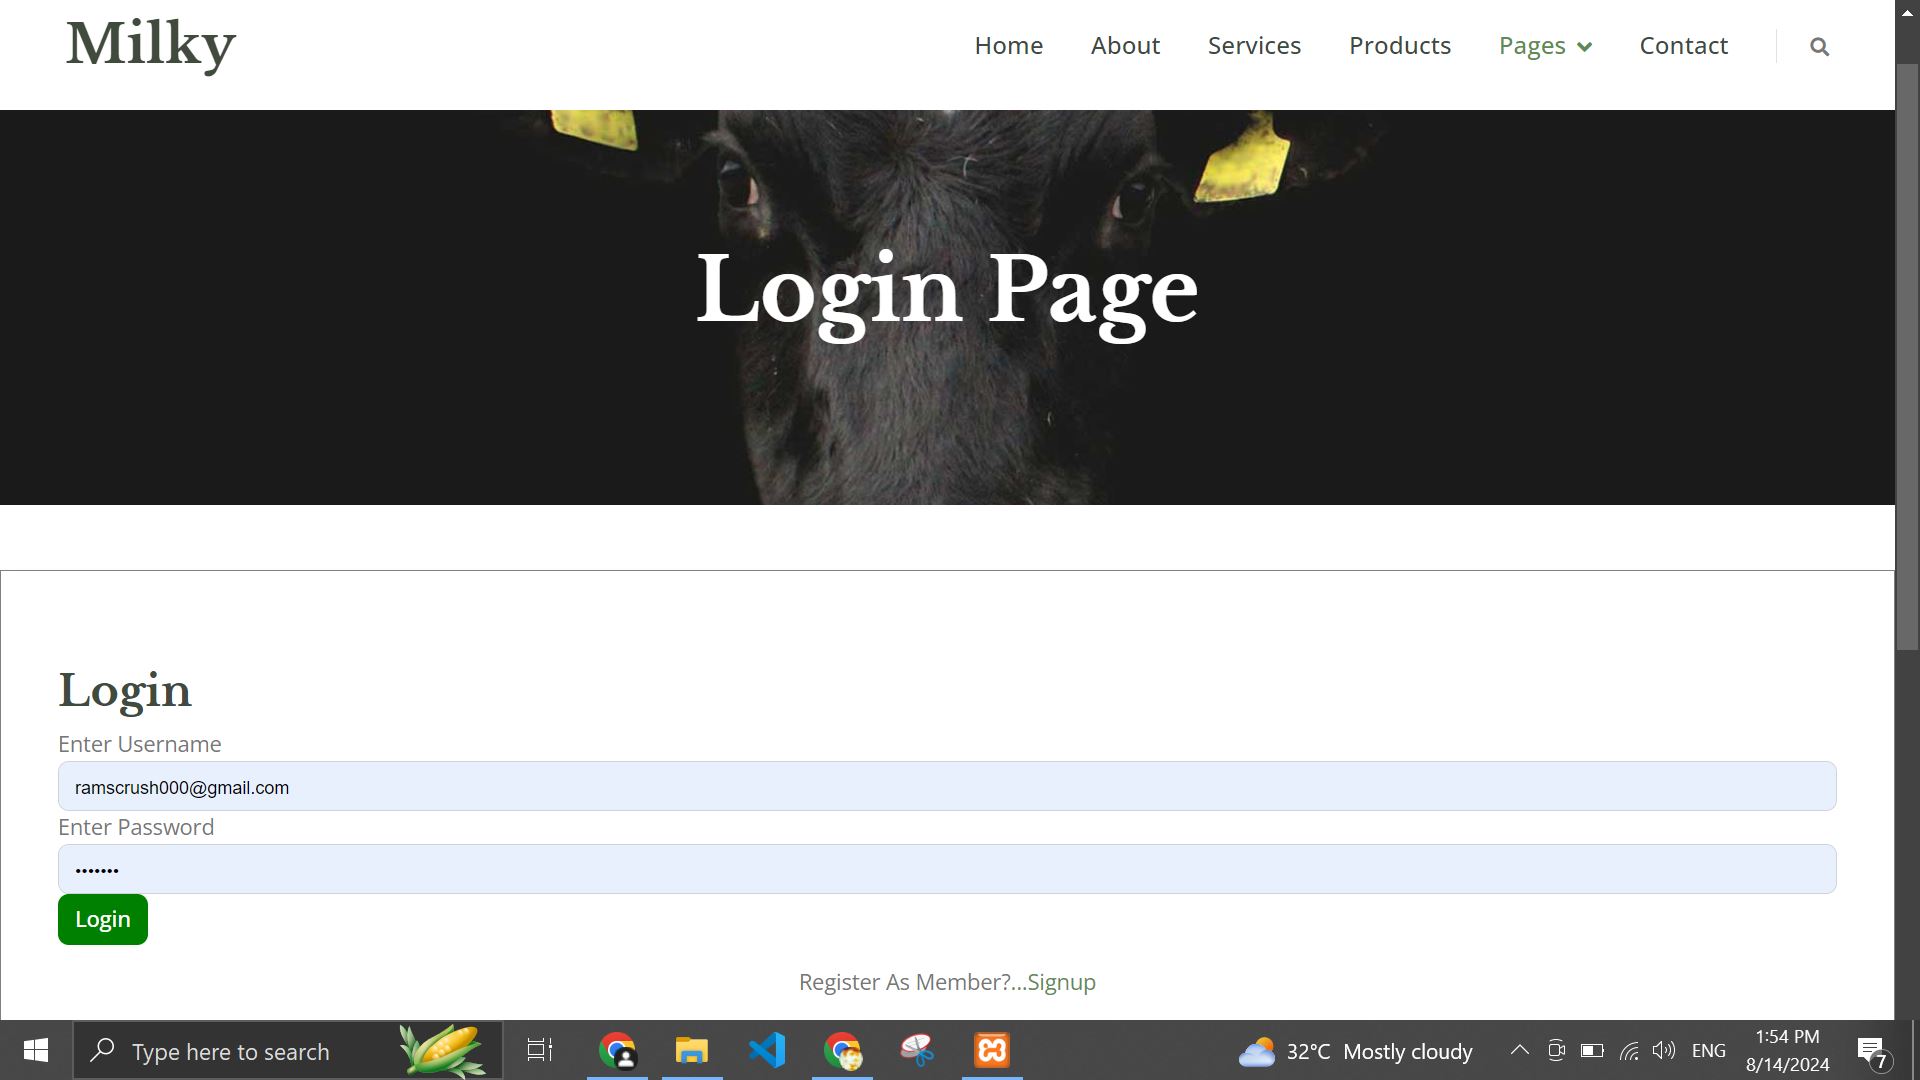 Milky
Home About Services Products Pages Contact
Login Page
Login
Enter Username
ramscrush000@gmail.com
Enter Password
•••••••
Login
Register As Member?...Signup
Type here to search
32°C Mostly cloudy
ENG
1:54 PM
8/14/2024
7